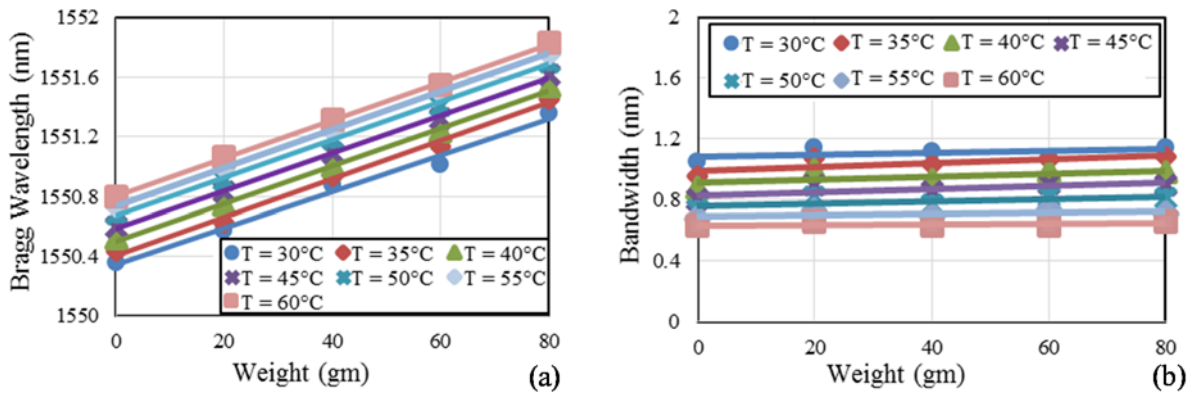 1552
1551.6
1551.2
1550.8
1550.4
1550
Bragg Wavelength (nm)
T = 30°C T = 35°C T = 40°C
T = 45°C T = 50°C T = 55°C
T = 60°C
0 20 40 60 80
Weight (gm)
(a)
2
1.6
1.2
0.8
0.4
0
Bandwidth (nm)
T = 30°C T = 35°C T = 40°C T = 45°C
T = 50°C T = 55°C T = 60°C
0 20 40 60 80
Weight (gm)
(b)